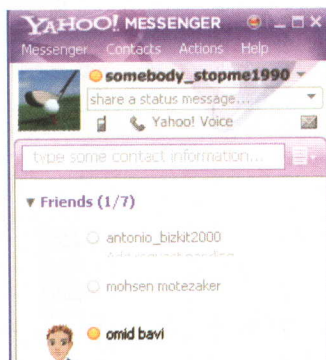 YAHOO! MESSENGER
Messenger Contacts Actions Help
somebody_stopme1990
share a status message...
Yahoo! Voice
type some contact information...
Friends (1/7)
antonio_bizkit2000
mohsen motezaker
omid bavi